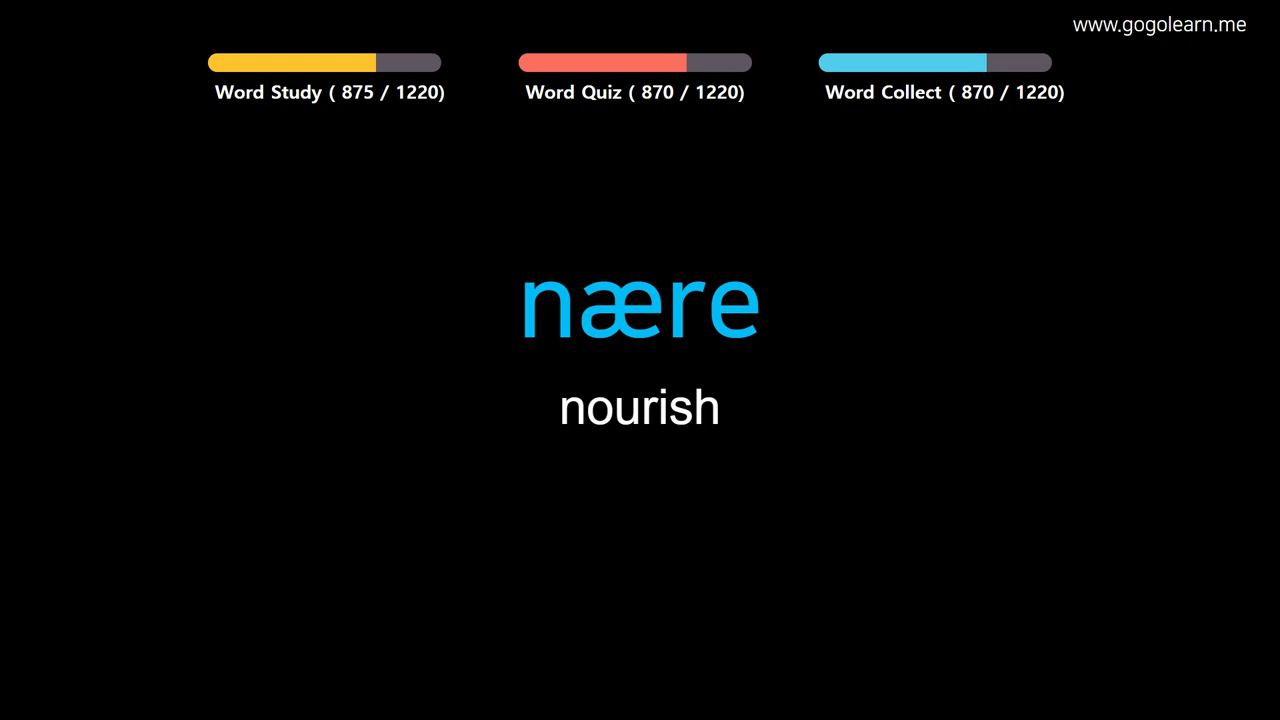 www.gogolearn.me
Word Study ( 875 / 1220)
Word Quiz ( 870 / 1220)
Word Collect ( 870 / 1220)
nære
nourish